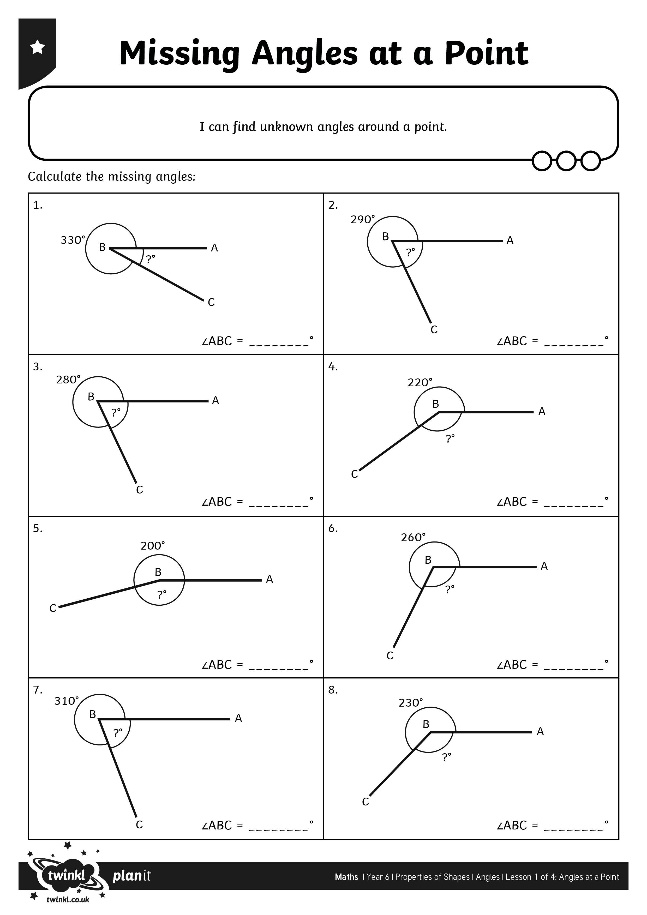 Missing Angles at a Point
I can find unknown angles around a point.
Calculate the missing angles:
1.
330°
B
A
?°
C
∠ABC = ________°
2.
290°
B
A
?°
C
∠ABC = ________°
3.
280°
B
A
?°
C
∠ABC = ________°
4.
220°
B
A
?°
C
∠ABC = ________°
5.
200°
B
A
?°
C
∠ABC = ________°
6.
260°
B
A
?°
C
∠ABC = ________°
7.
310°
B
A
?°
C
∠ABC = ________°
8.
230°
B
A
?°
C
∠ABC = ________°
twinkl planit
twinkl.co.uk
Maths | Year 6 | Properties of Shapes | Angles | Lesson 1 of 4: Angles at a Point